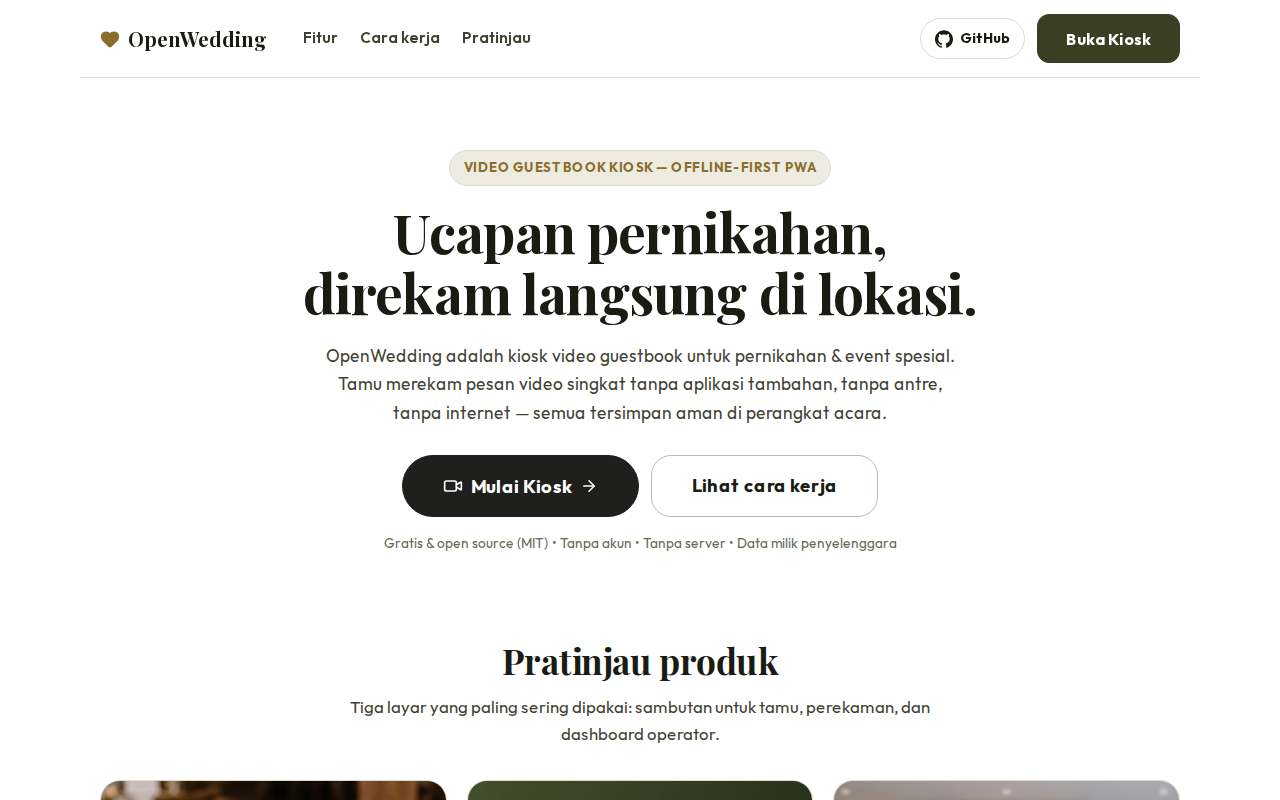 OpenWedding
Fitur
Cara kerja
Pratinjau
GitHub
Buka Kiosk
VIDEO GUESTBOOK KIOSK — OFFLINE-FIRST PWA
Ucapan pernikahan,
direkam langsung di lokasi.
OpenWedding adalah kiosk video guestbook untuk pernikahan & event spesial.
Tamu merekam pesan video singkat tanpa aplikasi tambahan, tanpa antre,
tanpa internet — semua tersimpan aman di perangkat acara.
Mulai Kiosk
Lihat cara kerja
Gratis & open source (MIT) • Tanpa akun • Tanpa server • Data milik penyelenggara
Pratinjau produk
Tiga layar yang paling sering dipakai: sambutan untuk tamu, perekaman, dan
dashboard operator.